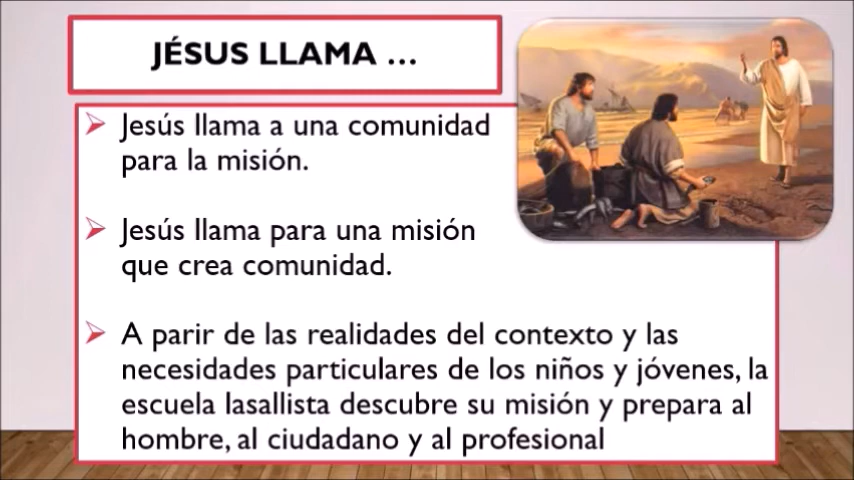 JÉSUS LLAMA ...
Jesús llama a una comunidad
para la misión.
Jesús llama para una misión
que crea comunidad.
A parir de las realidades del contexto y las
necesidades particulares de los niños y jóvenes, la
escuela lasallista descubre su misión y prepara al
hombre, al ciudadano y al profesional